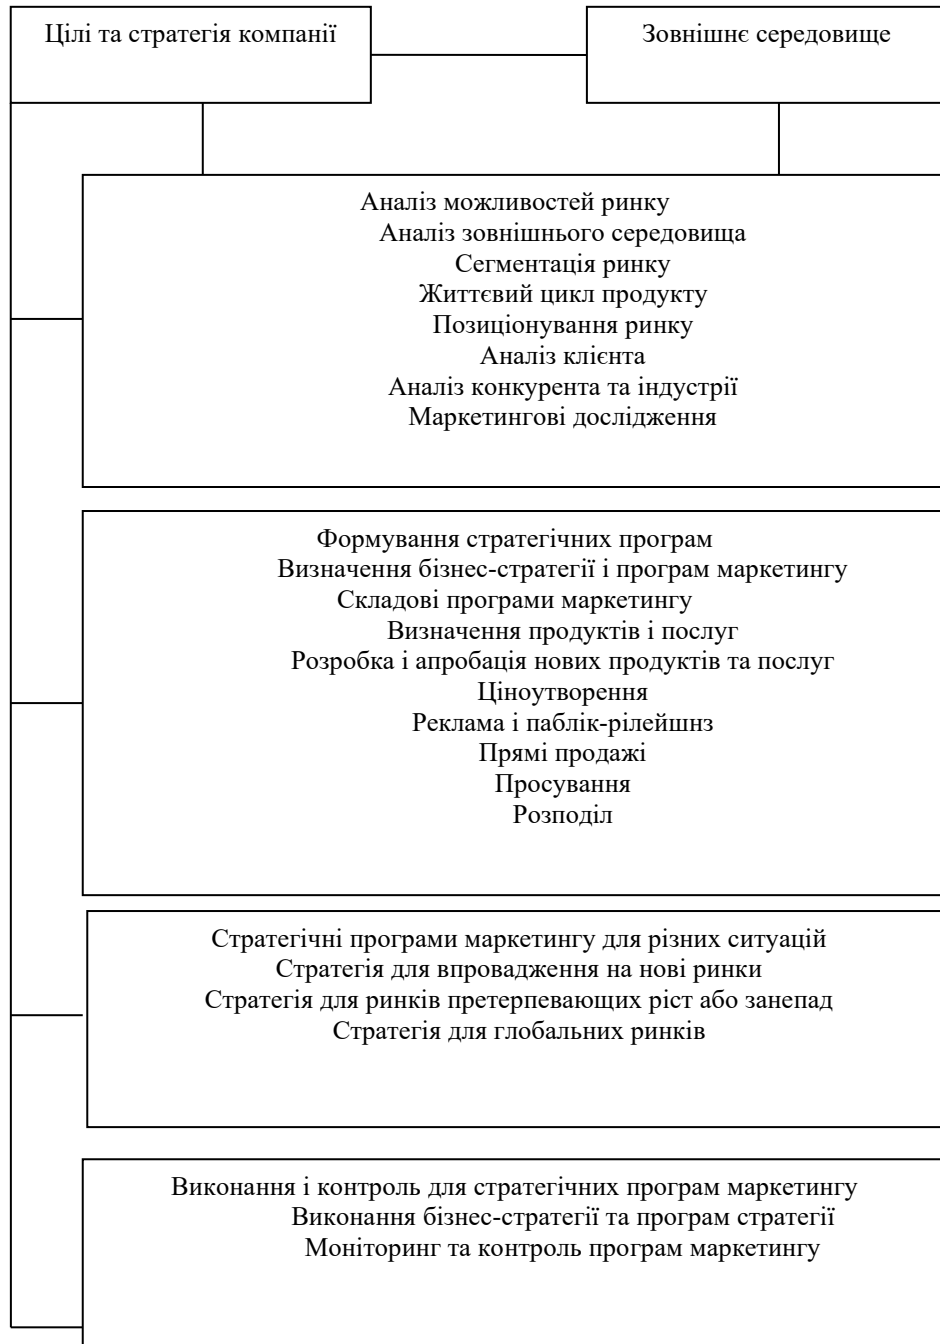 Цілі та стратегія компанії
Зовнішнє середовище
Аналіз можливостей ринку
Аналіз зовнішнього середовища
Сегментація ринку
Життєвий цикл продукту
Позиціонування ринку
Аналіз клієнта
Аналіз конкурента та індустрії
Маркетингові дослідження
Формування стратегічних програм
Визначення бізнес-стратегії і програм маркетингу
Складові програми маркетингу
Визначення продуктів і послуг
Розробка і апробація нових продуктів та послуг
Ціноутворення
Реклама і паблік-рілейшнз
Прямі продажі
Просування
Розподіл
Стратегічні програми маркетингу для різних ситуацій
Стратегія для впровадження на нові ринки
Стратегія для ринків претерпевающих ріст або занепад
Стратегія для глобальних ринків
Виконання і контроль для стратегічних програм маркетингу
Виконання бізнес-стратегії та програм стратегії
Моніторинг та контроль програм маркетингу